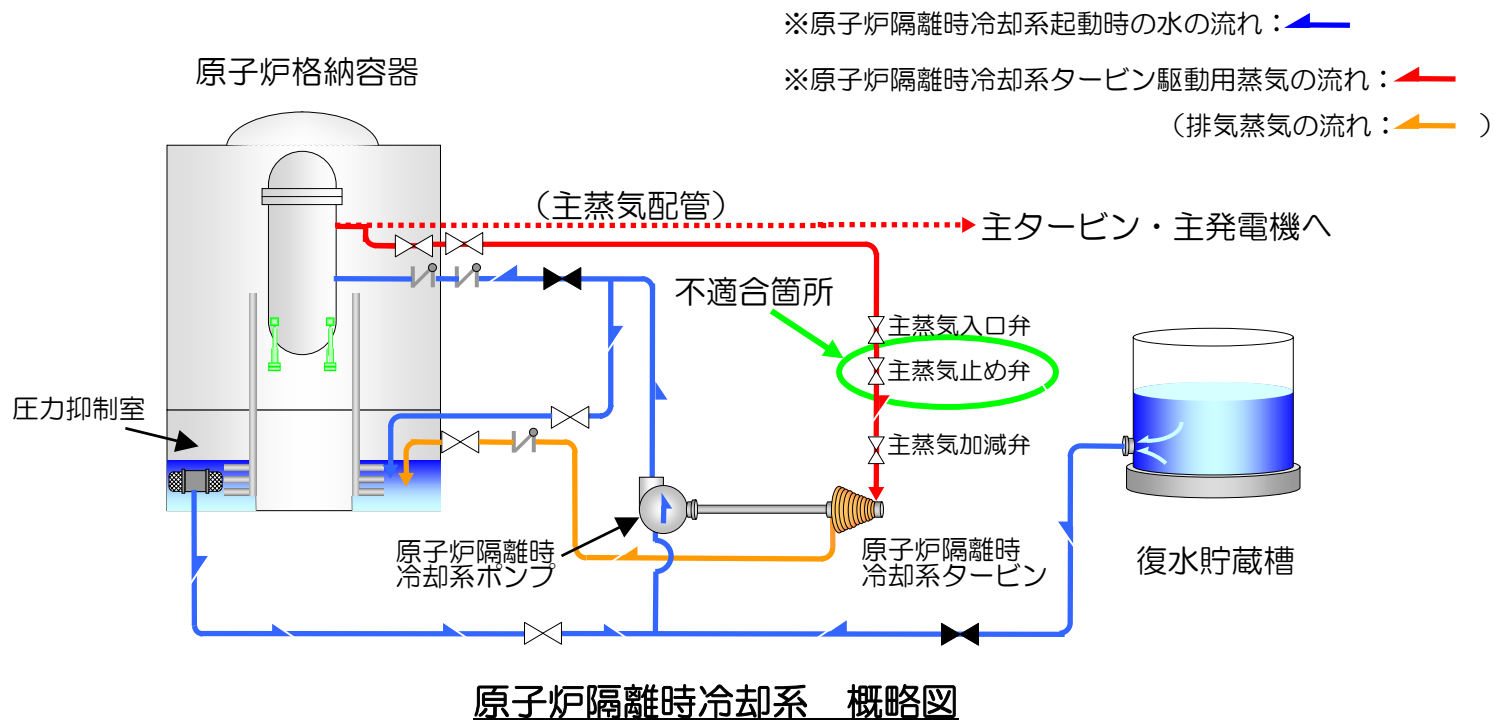 ※原子炉隔離時冷却系起動時の水の流れ：
原子炉格納容器
※原子炉隔離時冷却系タービン駆動用蒸気の流れ：
（排気蒸気の流れ： ）
（主蒸気配管）
主タービン・主発電機へ
不適合箇所
主蒸気入口弁
主蒸気止め弁
圧力抑制室
主蒸気加減弁
原子炉隔離時
冷却系ポンプ
原子炉隔離時
冷却系タービン
復水貯蔵槽
原子炉隔離時冷却系　概略図